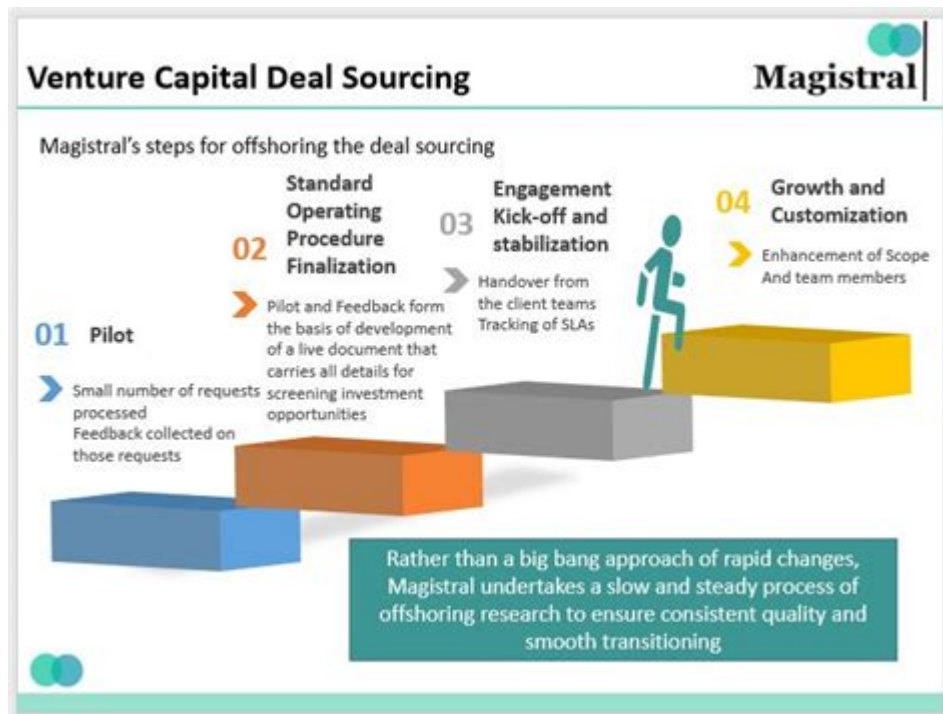 Venture Capital Deal Sourcing
Magistral
Magistral's steps for offshoring the deal sourcing
01
Pilot
Small number of requests
processed
Feedback collected on
those requests
02
Standard
Operating
Procedure
Finalization
Pilot and Feedback form
the basis of development
of a live document that
carries all details for
screening investment
opportunities
03
Engagement
Kick-off and
stabilization
Handover from
the client teams
Tracking of SLAs
04
Growth and
Customization
Enhancement of Scope
And team members
Rather than a big bang approach of rapid changes,
Magistral undertakes a slow and steady process of
offshoring research to ensure consistent quality and
smooth transitioning